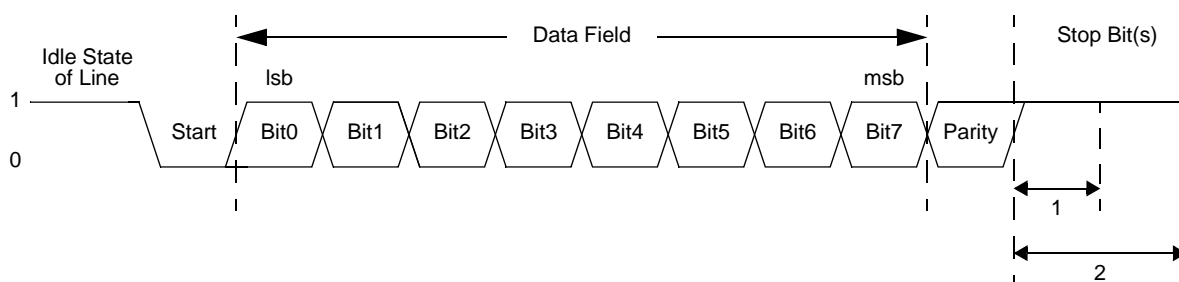 Data Field
Stop Bit(s)
Idle State
of Line
lsb
msb
1
Start
Bit0
Bit1
Bit2
Bit3
Bit4
Bit5
Bit6
Bit7
Parity
0
1
2